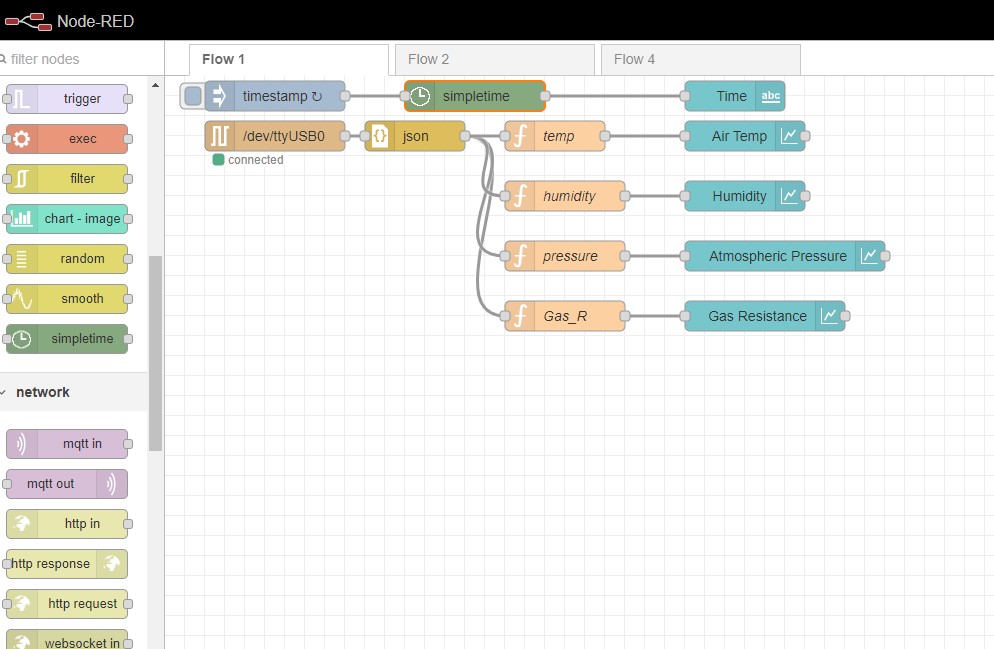 Node-RED
filter nodes
Flow 1
Flow 2
Flow 4
trigger
exec
filter
chart - image
random
smooth
simpletime
network
mqtt in
mqtt out
http in
http response
http request
websocket in
timestamp ↻
simpletime
Time
abc
/dev/ttyUSB0
connected
json
temp
Air Temp
humidity
Humidity
pressure
Atmospheric Pressure
Gas_R
Gas Resistance